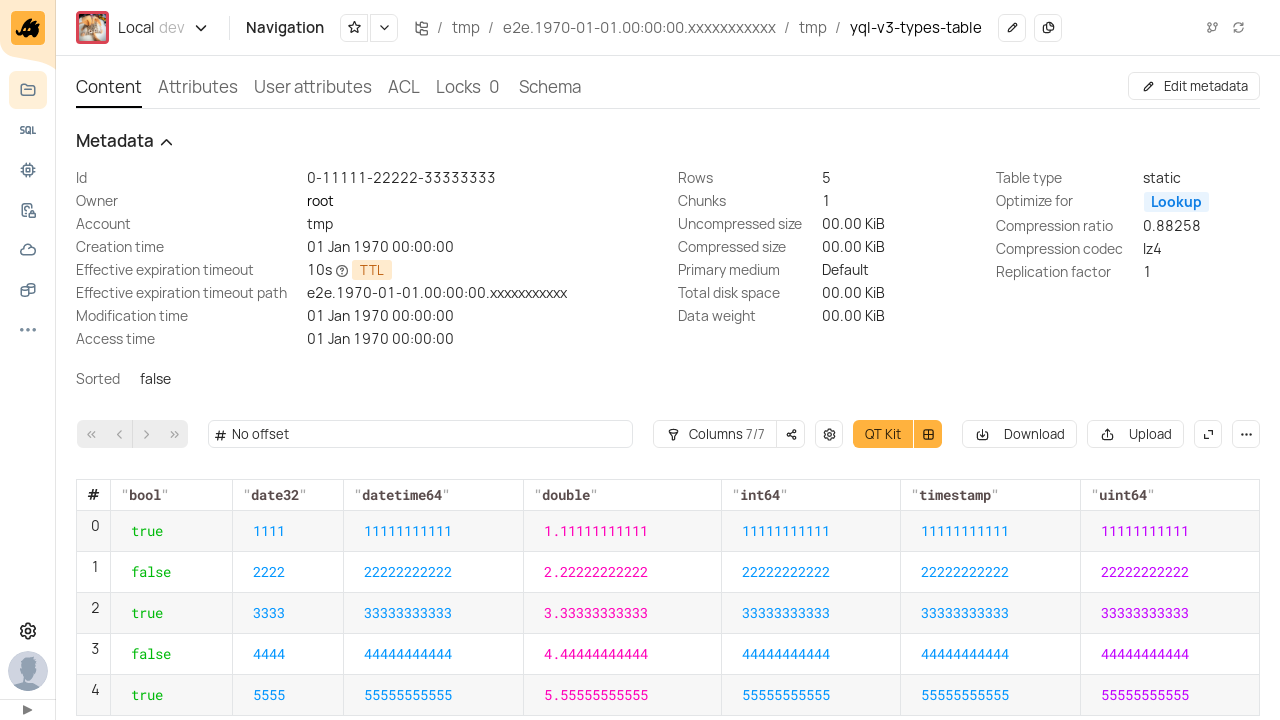 Local dev Navigation / tmp / e2e.1970-01-01.00:00:00.xxxxxxxxxxx / tmp / yql-v3-types-table
SQL
Content Attributes User attributes ACL Locks 0 Schema Edit metadata
Metadata
Id 0-11111-22222-33333333
Owner root
Account tmp
Creation time 01 Jan 1970 00:00:00
Effective expiration timeout 10s TTL
Effective expiration timeout path e2e.1970-01-01.00:00:00.xxxxxxxxxxx
Modification time 01 Jan 1970 00:00:00
Access time 01 Jan 1970 00:00:00
Rows 5
Chunks 1
Uncompressed size 00.00 KiB
Compressed size 00.00 KiB
Primary medium Default
Total disk space 00.00 KiB
Data weight 00.00 KiB
Table type static
Optimize for Lookup
Compression ratio 0.88258
Compression codec lz4
Replication factor 1
Sorted false
# No offset Columns 7/7 QT Kit Download Upload
# "bool" "date32" "datetime64" "double" "int64" "timestamp" "uint64"
0 true 1111 11111111111 1.11111111111 11111111111 11111111111 11111111111
1 false 2222 22222222222 2.22222222222 22222222222 22222222222 22222222222
2 true 3333 33333333333 3.33333333333 33333333333 33333333333 33333333333
3 false 4444 44444444444 4.44444444444 44444444444 44444444444 44444444444
4 true 5555 55555555555 5.55555555555 55555555555 55555555555 55555555555